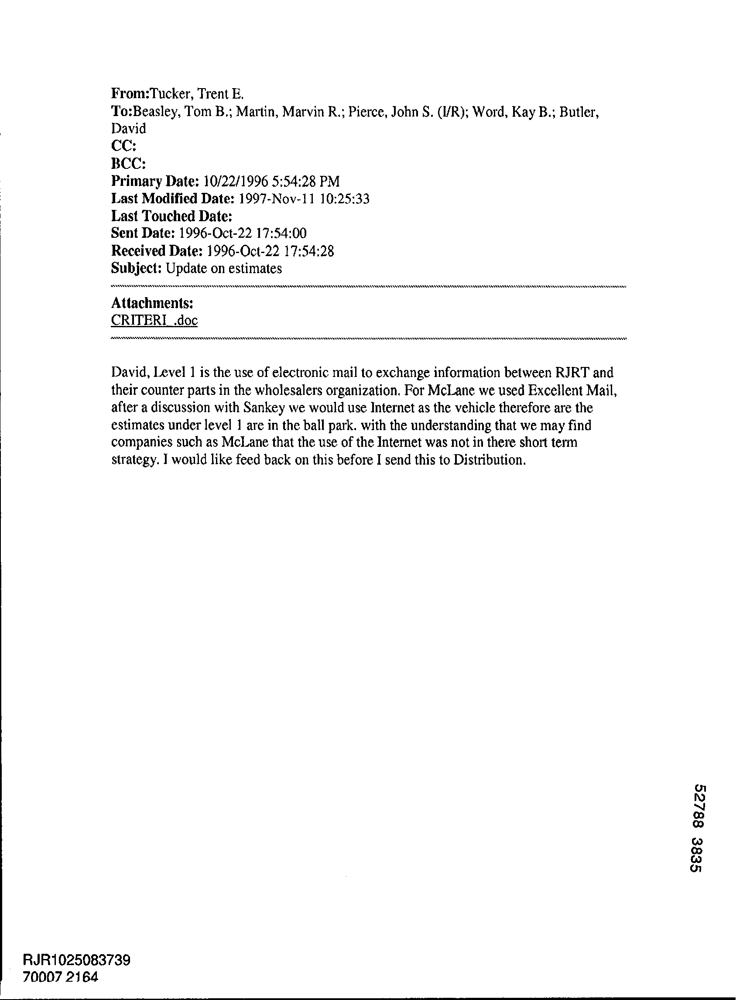 From:Tucker, Trent E.
To:Beasley, Tom B.; Martin, Marvin R.; Pierce, John S. (I/R); Word, Kay B.; Butler,
David
CC:
BCC:
Primary Date: 10/22/1996 5:54:28 PM
Last Modified Date: 1997-Nov-11 10:25:33
Last Touched Date:
Sent Date: 1996-Oct-22 17:54:00
Received Date: 1996-Oct-22 17:54:28
Subject: Update on estimates
Attachments:
CRITERI_.doc
David, Level 1 is the use of electronic mail to exchange information between RJRT and
their counter parts in the wholesalers organization. For McLane we used Excellent Mail,
after a discussion with Sankey we would use Internet as the vehicle therefore are the
estimates under level 1 are in the ball park. with the understanding that we may find
companies such as McLane that the use of the Internet was not in there short term
strategy. I would like feed back on this before I send this to Distribution.
52788 3835
RJR1025083739
70007 2164